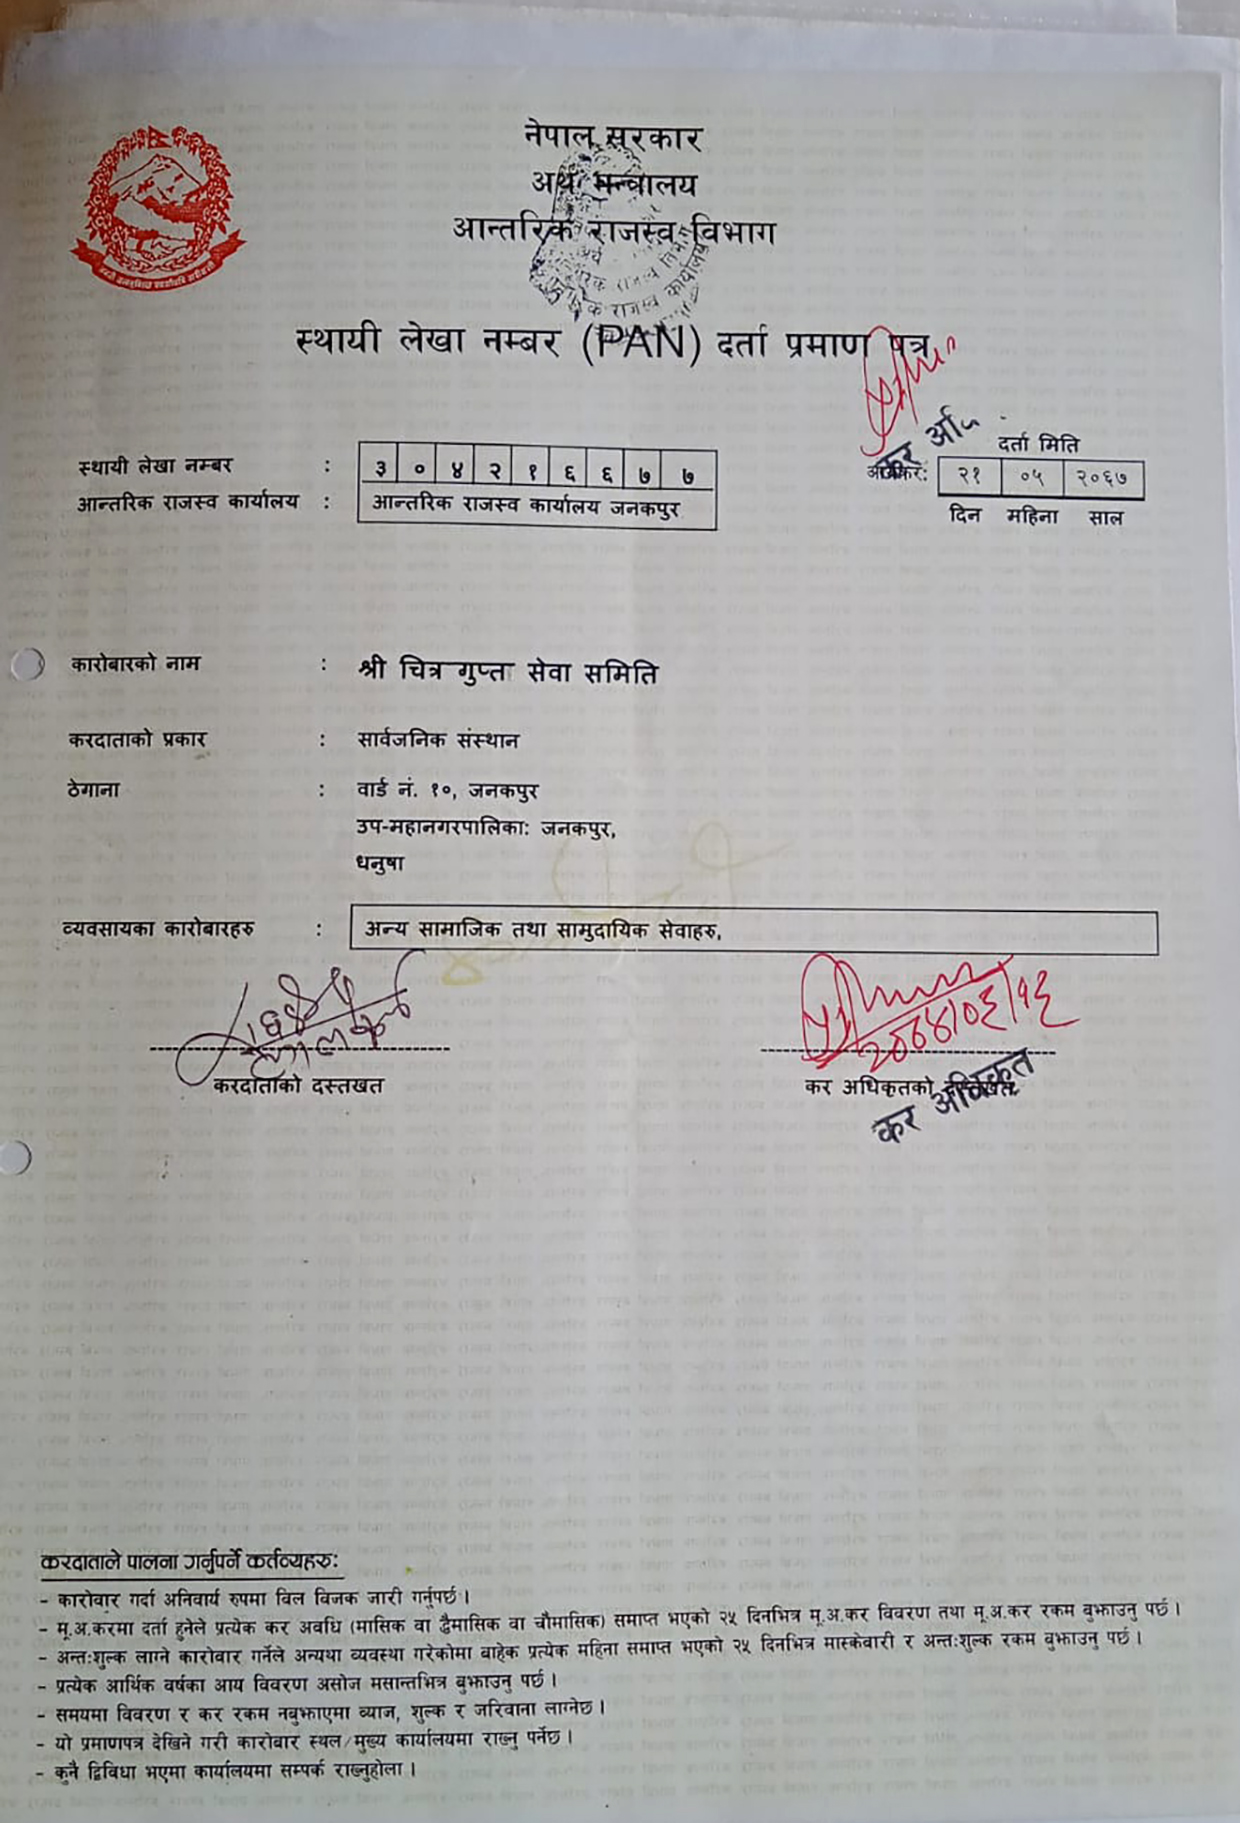 नेपाल सरकार
अर्थ मन्त्रालय
आन्तरिक राजस्व विभाग
स्थायी लेखा नम्बर (PAN) दर्ता प्रमाण पत्र
दर्ता मिति
स्थायी लेखा नम्बर : ३ ० ४ २ १ ६ ६ ७ ७
२१ ०५ २०६७
आन्तरिक राजस्व कार्यालय : आन्तरिक राजस्व कार्यालय जनकपुर
दिन महिना साल
कारोबारको नाम : श्री चित्र गुप्ता सेवा समिति
करदाताको प्रकार : सार्वजनिक संस्थान
ठेगाना : वार्ड नं. १०, जनकपुर
उप-महानगरपालिका: जनकपुर,
धनुषा
व्यवसायका कारोबारहरु : अन्य सामाजिक तथा सामुदायिक सेवाहरु,
करदाताको दस्तखत
कर अधिकृतको
कर अधिकृत
करदाताले पालना गर्नुपर्ने कर्तव्यहरु:
- कारोवार गर्दा अनिवार्य रुपमा विल विजक जारी गर्नुपर्छ ।
- मू.अ.करमा दर्ता हुनेले प्रत्येक कर अवधि (मासिक वा द्वैमासिक वा चौमासिक) समाप्त भएको २५ दिनभित्र मू.अ.कर विवरण तथा मू.अ.कर रकम बुझाउनु पर्छ ।
- अन्तःशुल्क लाग्ने कारोवार गर्नेले अन्यथा व्यवस्था गरेकोमा बाहेक प्रत्येक महिना समाप्त भएको २५ दिनभित्र मास्केवारी र अन्तःशुल्क रकम बुझाउनु पर्छ ।
- प्रत्येक आर्थिक वर्षका आय विवरण असोज मसान्तभित्र बुझाउनु पर्छ ।
- समयमा विवरण र कर रकम नबुझाएमा व्याज, शुल्क र जरिवाना लाग्नेछ ।
- यो प्रमाणपत्र देखिने गरी कारोबार स्थल/मुख्य कार्यालयमा राख्नु पर्नेछ ।
- कुनै द्विविधा भएमा कार्यालयमा सम्पर्क राख्नुहोला ।